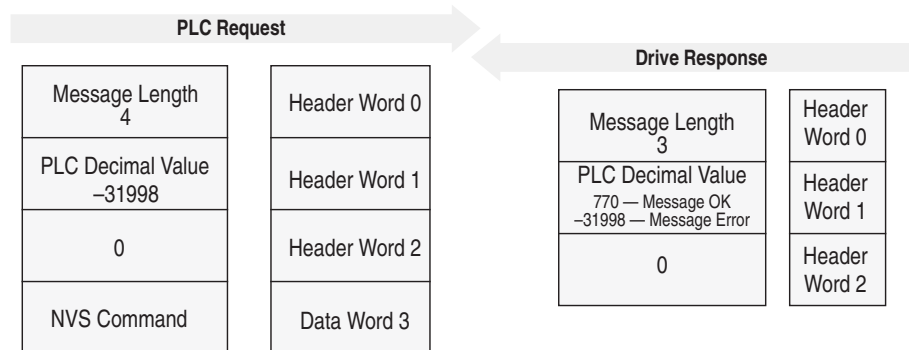 PLC Request
Message Length
4
Header Word 0
PLC Decimal Value
–31998
Header Word 1
0
Header Word 2
NVS Command
Data Word 3
Drive Response
Message Length
3
Header
Word 0
PLC Decimal Value
770 — Message OK
–31998 — Message Error
Header
Word 1
0
Header
Word 2